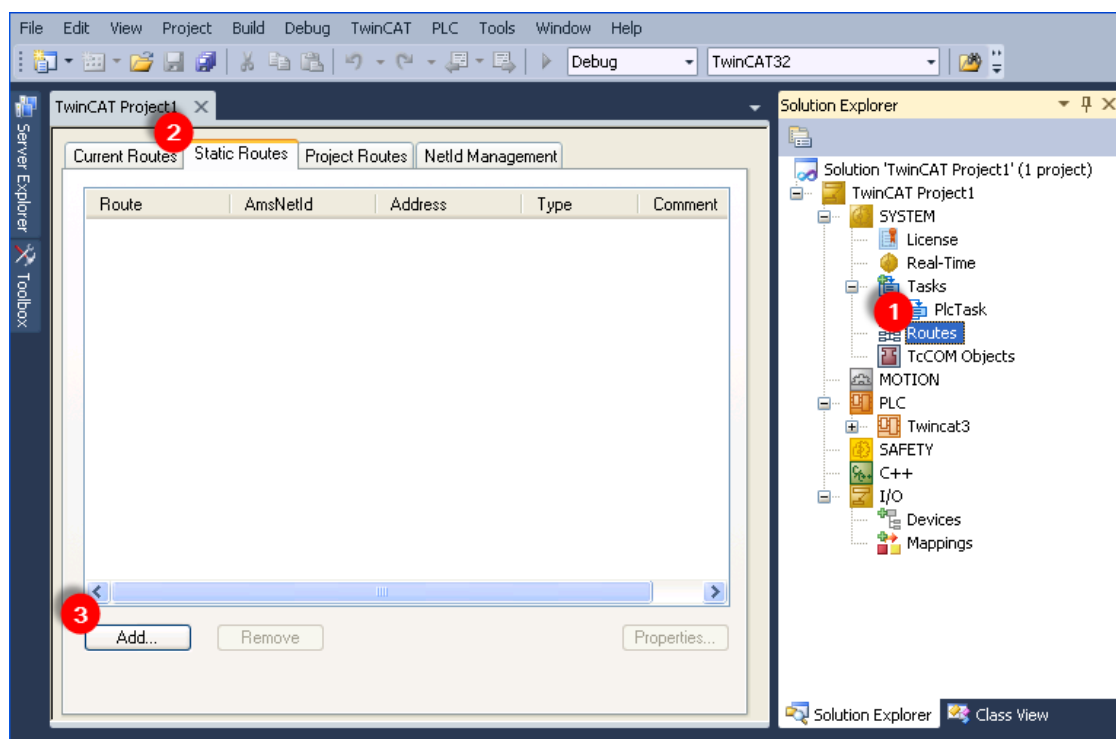 File Edit View Project Build Debug TwinCAT PLC Tools Window Help
Debug TwinCAT32
Server Explorer
Toolbox
TwinCAT Project1
2
Current Routes Static Routes Project Routes NetId Management
Route AmsNetId Address Type Comment
3
Add... Remove Properties...
Solution Explorer
Solution 'TwinCAT Project1' (1 project)
TwinCAT Project1
SYSTEM
License
Real-Time
Tasks
1
PlcTask
Routes
TcCOM Objects
MOTION
PLC
Twincat3
SAFETY
C++
I/O
Devices
Mappings
Solution Explorer Class View